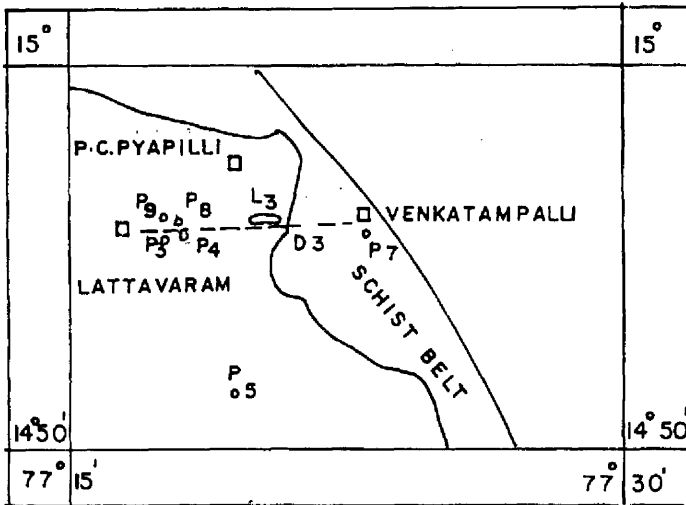 15° 15°
P.C.PYAPILLI
P9 P8 L3
VENKATAMPALLI
P3 P4 D3 P7
LATTAVARAM
SCHIST BELT
P5
14°50' 14°50'
77°15' 77°30'